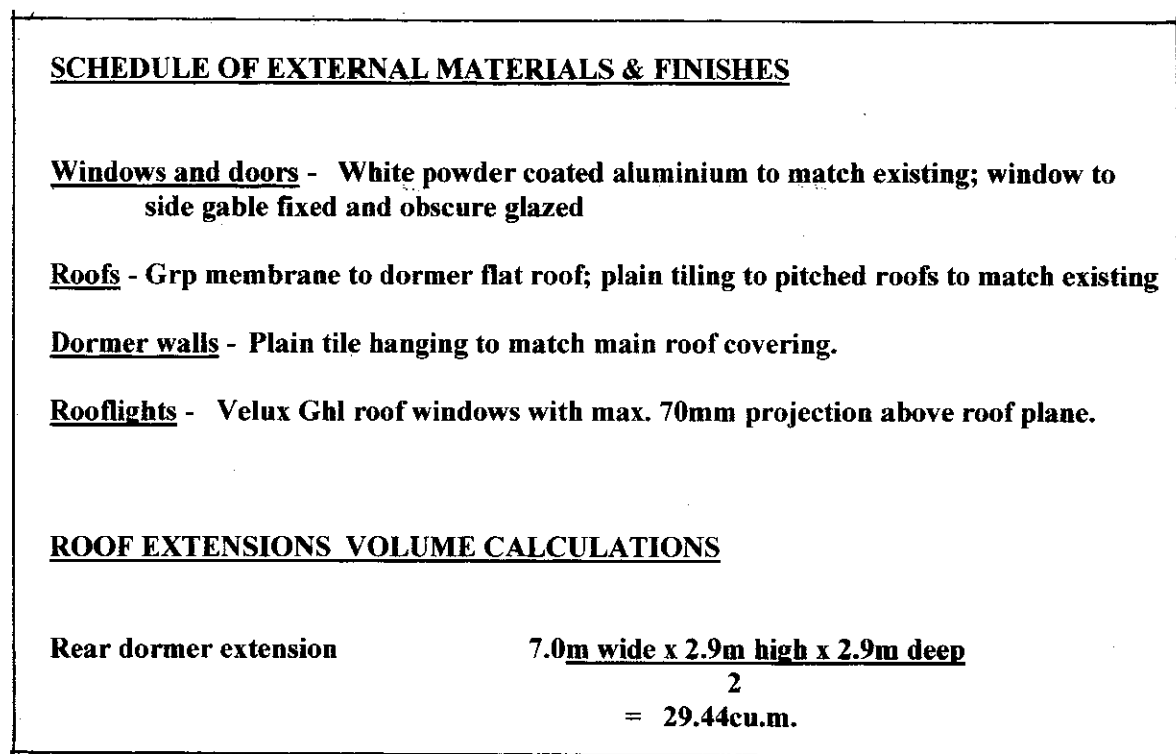 SCHEDULE OF EXTERNAL MATERIALS & FINISHES
Windows and doors - White powder coated aluminium to match existing; window to
side gable fixed and obscure glazed
Roofs - Grp membrane to dormer flat roof; plain tiling to pitched roofs to match existing
Dormer walls - Plain tile hanging to match main roof covering.
Rooflights - Velux Ghl roof windows with max. 70mm projection above roof plane.
ROOF EXTENSIONS VOLUME CALCULATIONS
Rear dormer extension 7.0m wide x 2.9m high x 2.9m deep
2
= 29.44cu.m.